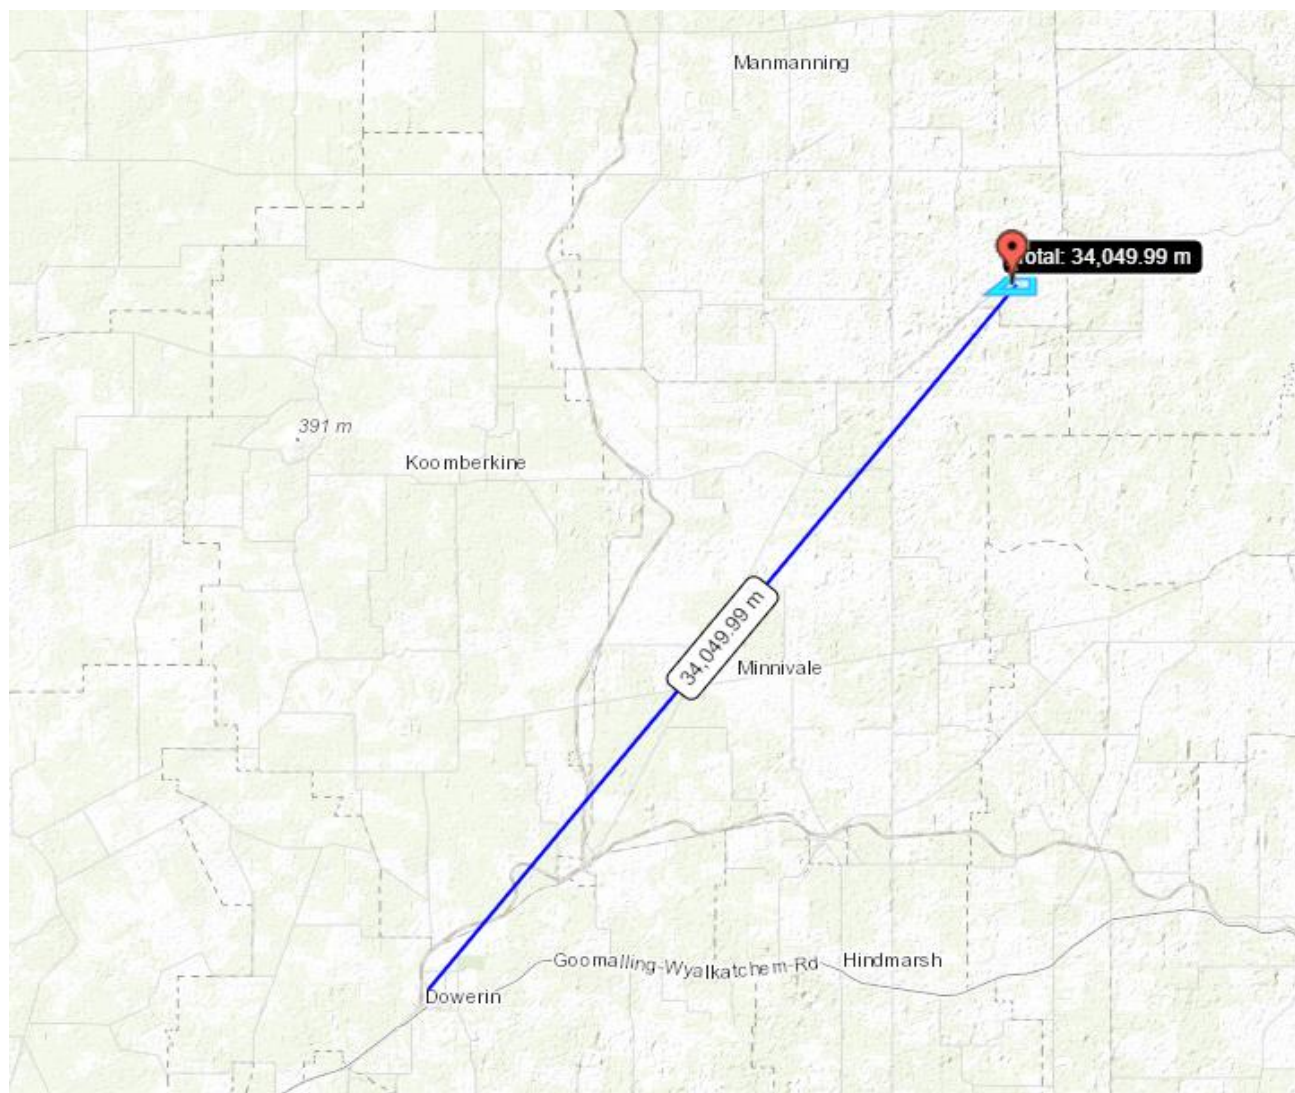 Manmanning
Total: 34,049.99 m
391 m
Koomberkine
34,049.99 m
Minnivale
Goomalling-Wyalkatchem-Rd
Hindmarsh
Dowerin